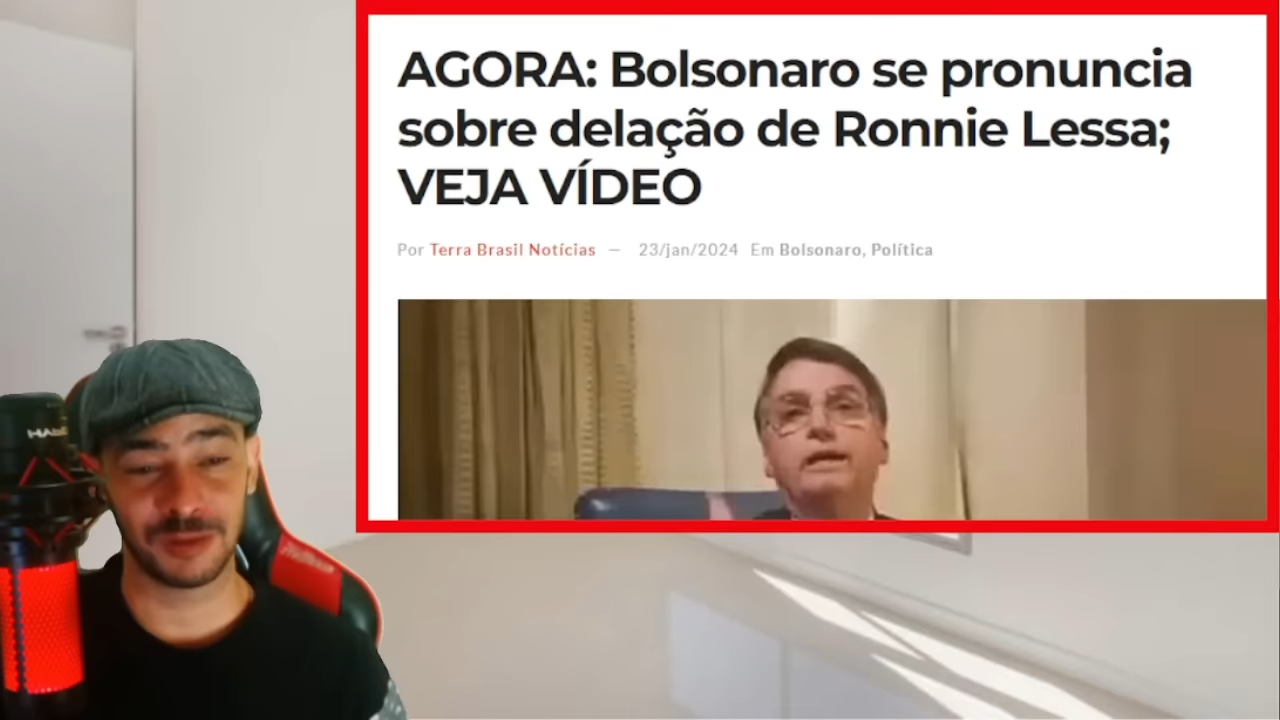 AGORA: Bolsonaro se pronuncia
sobre delação de Ronnie Lessa;
VEJA VÍDEO
Por Terra Brasil Notícias — 23/jan/2024 Em Bolsonaro, Política